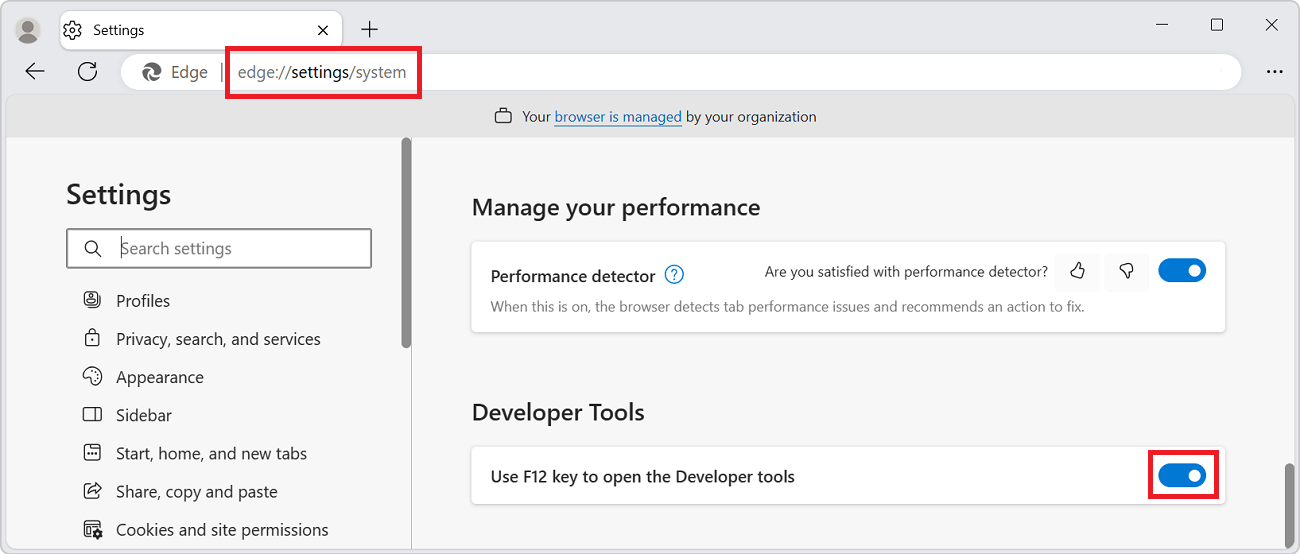 Settings
Edge | edge://settings/system
Your browser is managed by your organization
Settings
Search settings
Profiles
Privacy, search, and services
Appearance
Sidebar
Start, home, and new tabs
Share, copy and paste
Cookies and site permissions
Manage your performance
Performance detector
Are you satisfied with performance detector?
When this is on, the browser detects tab performance issues and recommends an action to fix.
Developer Tools
Use F12 key to open the Developer tools